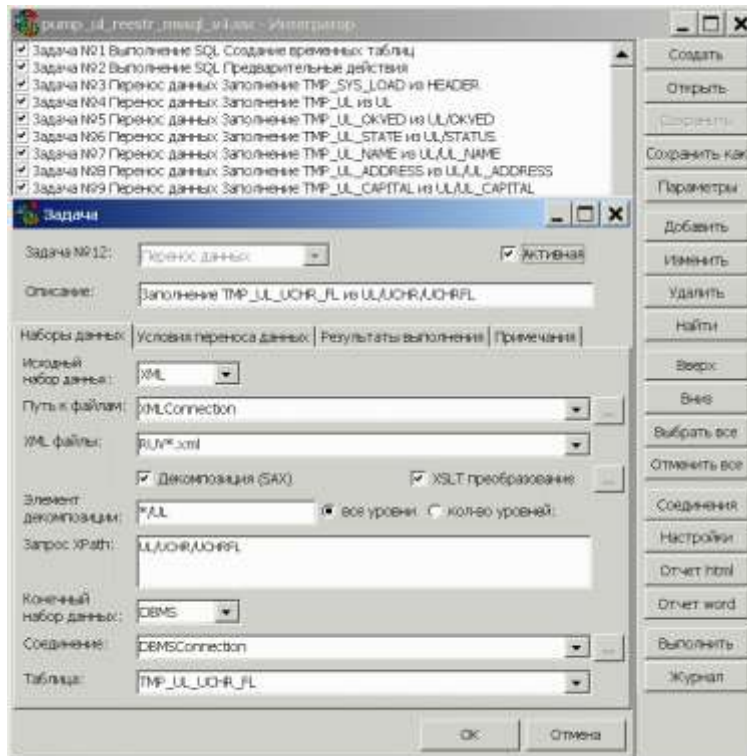 pump_ul_reestr_mssql_v4.asc - Интегратор
Задача №1 Выполнение SQL Создание временных таблиц
Задача №2 Выполнение SQL Предварительные действия
Задача №3 Перенос данных Заполнение TMP_SYS_LOAD из HEADER
Задача №4 Перенос данных Заполнение TMP_UL из UL
Задача №5 Перенос данных Заполнение TMP_UL_OKVED из UL/OKVED
Задача №6 Перенос данных Заполнение TMP_UL_STATE из UL/STATUS
Задача №7 Перенос данных Заполнение TMP_UL_NAME из UL/UL_NAME
Задача №8 Перенос данных Заполнение TMP_UL_ADDRESS из UL/UL_ADDRESS
Задача №9 Перенос данных Заполнение TMP_UL_CAPITAL из UL/UL_CAPITAL
Создать
Открыть
Сохранить
Сохранить как
Параметры
Добавить
Изменить
Удалить
Найти
Вверх
Вниз
Выбрать все
Отменить все
Соединения
Настройки
Отчет html
Отчет word
Выполнить
Журнал
Задача
Задача №12: Перенос данных Активная
Описание: Заполнение TMP_UL_UCHR_FL из UL/UCHR/UCHRFL
Наборы данных Условия переноса данных Результаты выполнения Примечания
Исходный
набор данных: XML
Путь к файлам: XMLConnection ...
XML файлы: RUV*.xml
Декомпозиция (SAX) XSLT преобразование ...
Элемент
декомпозиции: */UL все уровни кол-во уровней:
Запрос XPath: UL/UCHR/UCHRFL
Конечный
набор данных: DBMS
Соединение: DBMSConnection ...
Таблица: TMP_UL_UCHR_FL
OK Отмена